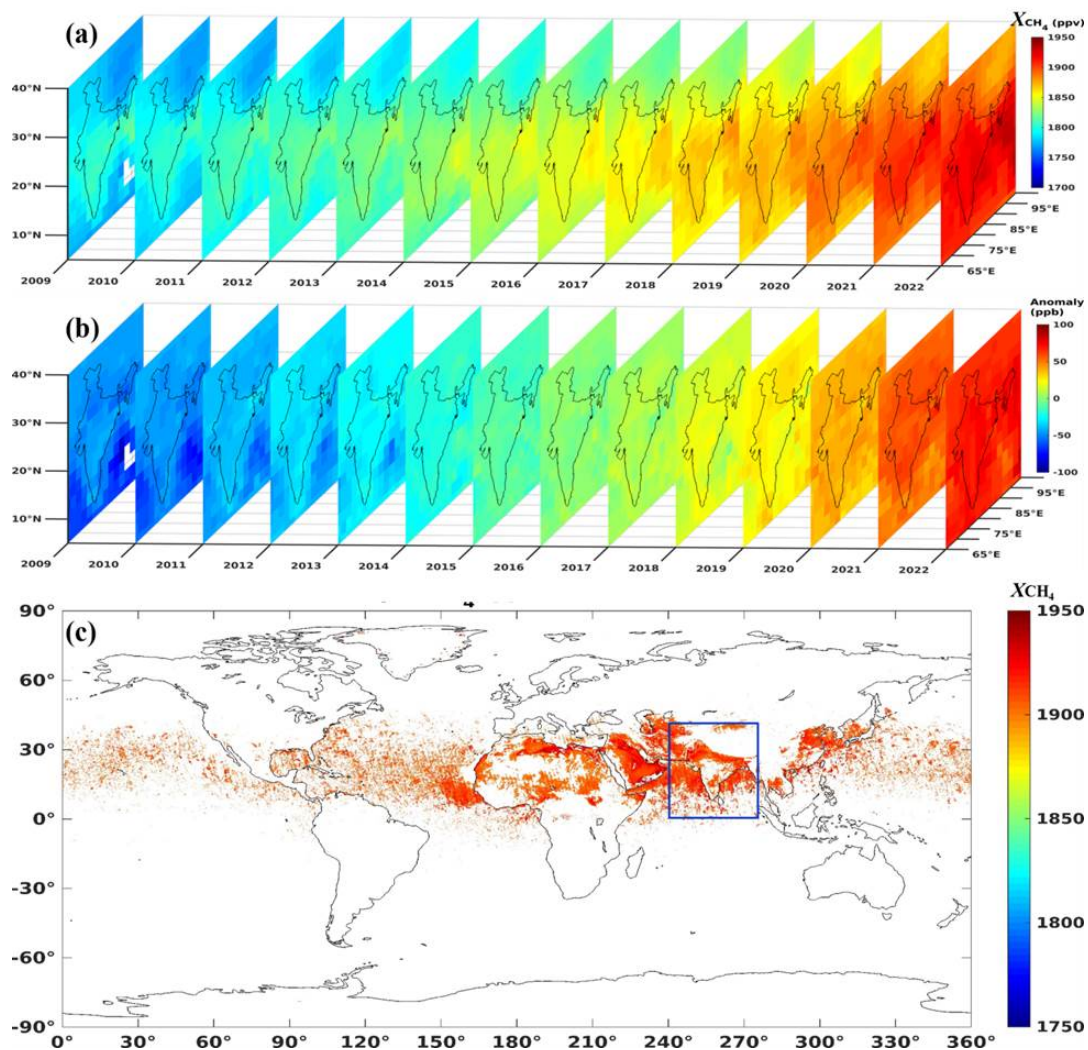 (a)
XCH₄ (ppv)
1950
1900
1850
1800
1750
1700
40°N
30°N
20°N
10°N
95°E
85°E
75°E
65°E
2009 2010 2011 2012 2013 2014 2015 2016 2017 2018 2019 2020 2021 2022
(b)
Anomaly
(ppb)
100
50
0
-50
-100
40°N
30°N
20°N
10°N
95°E
85°E
75°E
65°E
2009 2010 2011 2012 2013 2014 2015 2016 2017 2018 2019 2020 2021 2022
(c)
XCH₄
90°
60°
30°
0°
-30°
-60°
-90°
0° 30° 60° 90° 120° 150° 180° 210° 240° 270° 300° 330° 360°
1950
1900
1850
1800
1750